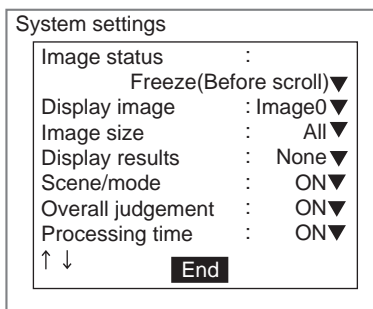 System settings
Image status :
Freeze(Before scroll)▼
Display image : Image0▼
Image size : All▼
Display results : None▼
Scene/mode : ON▼
Overall judgement : ON▼
Processing time : ON▼
↑ ↓ End